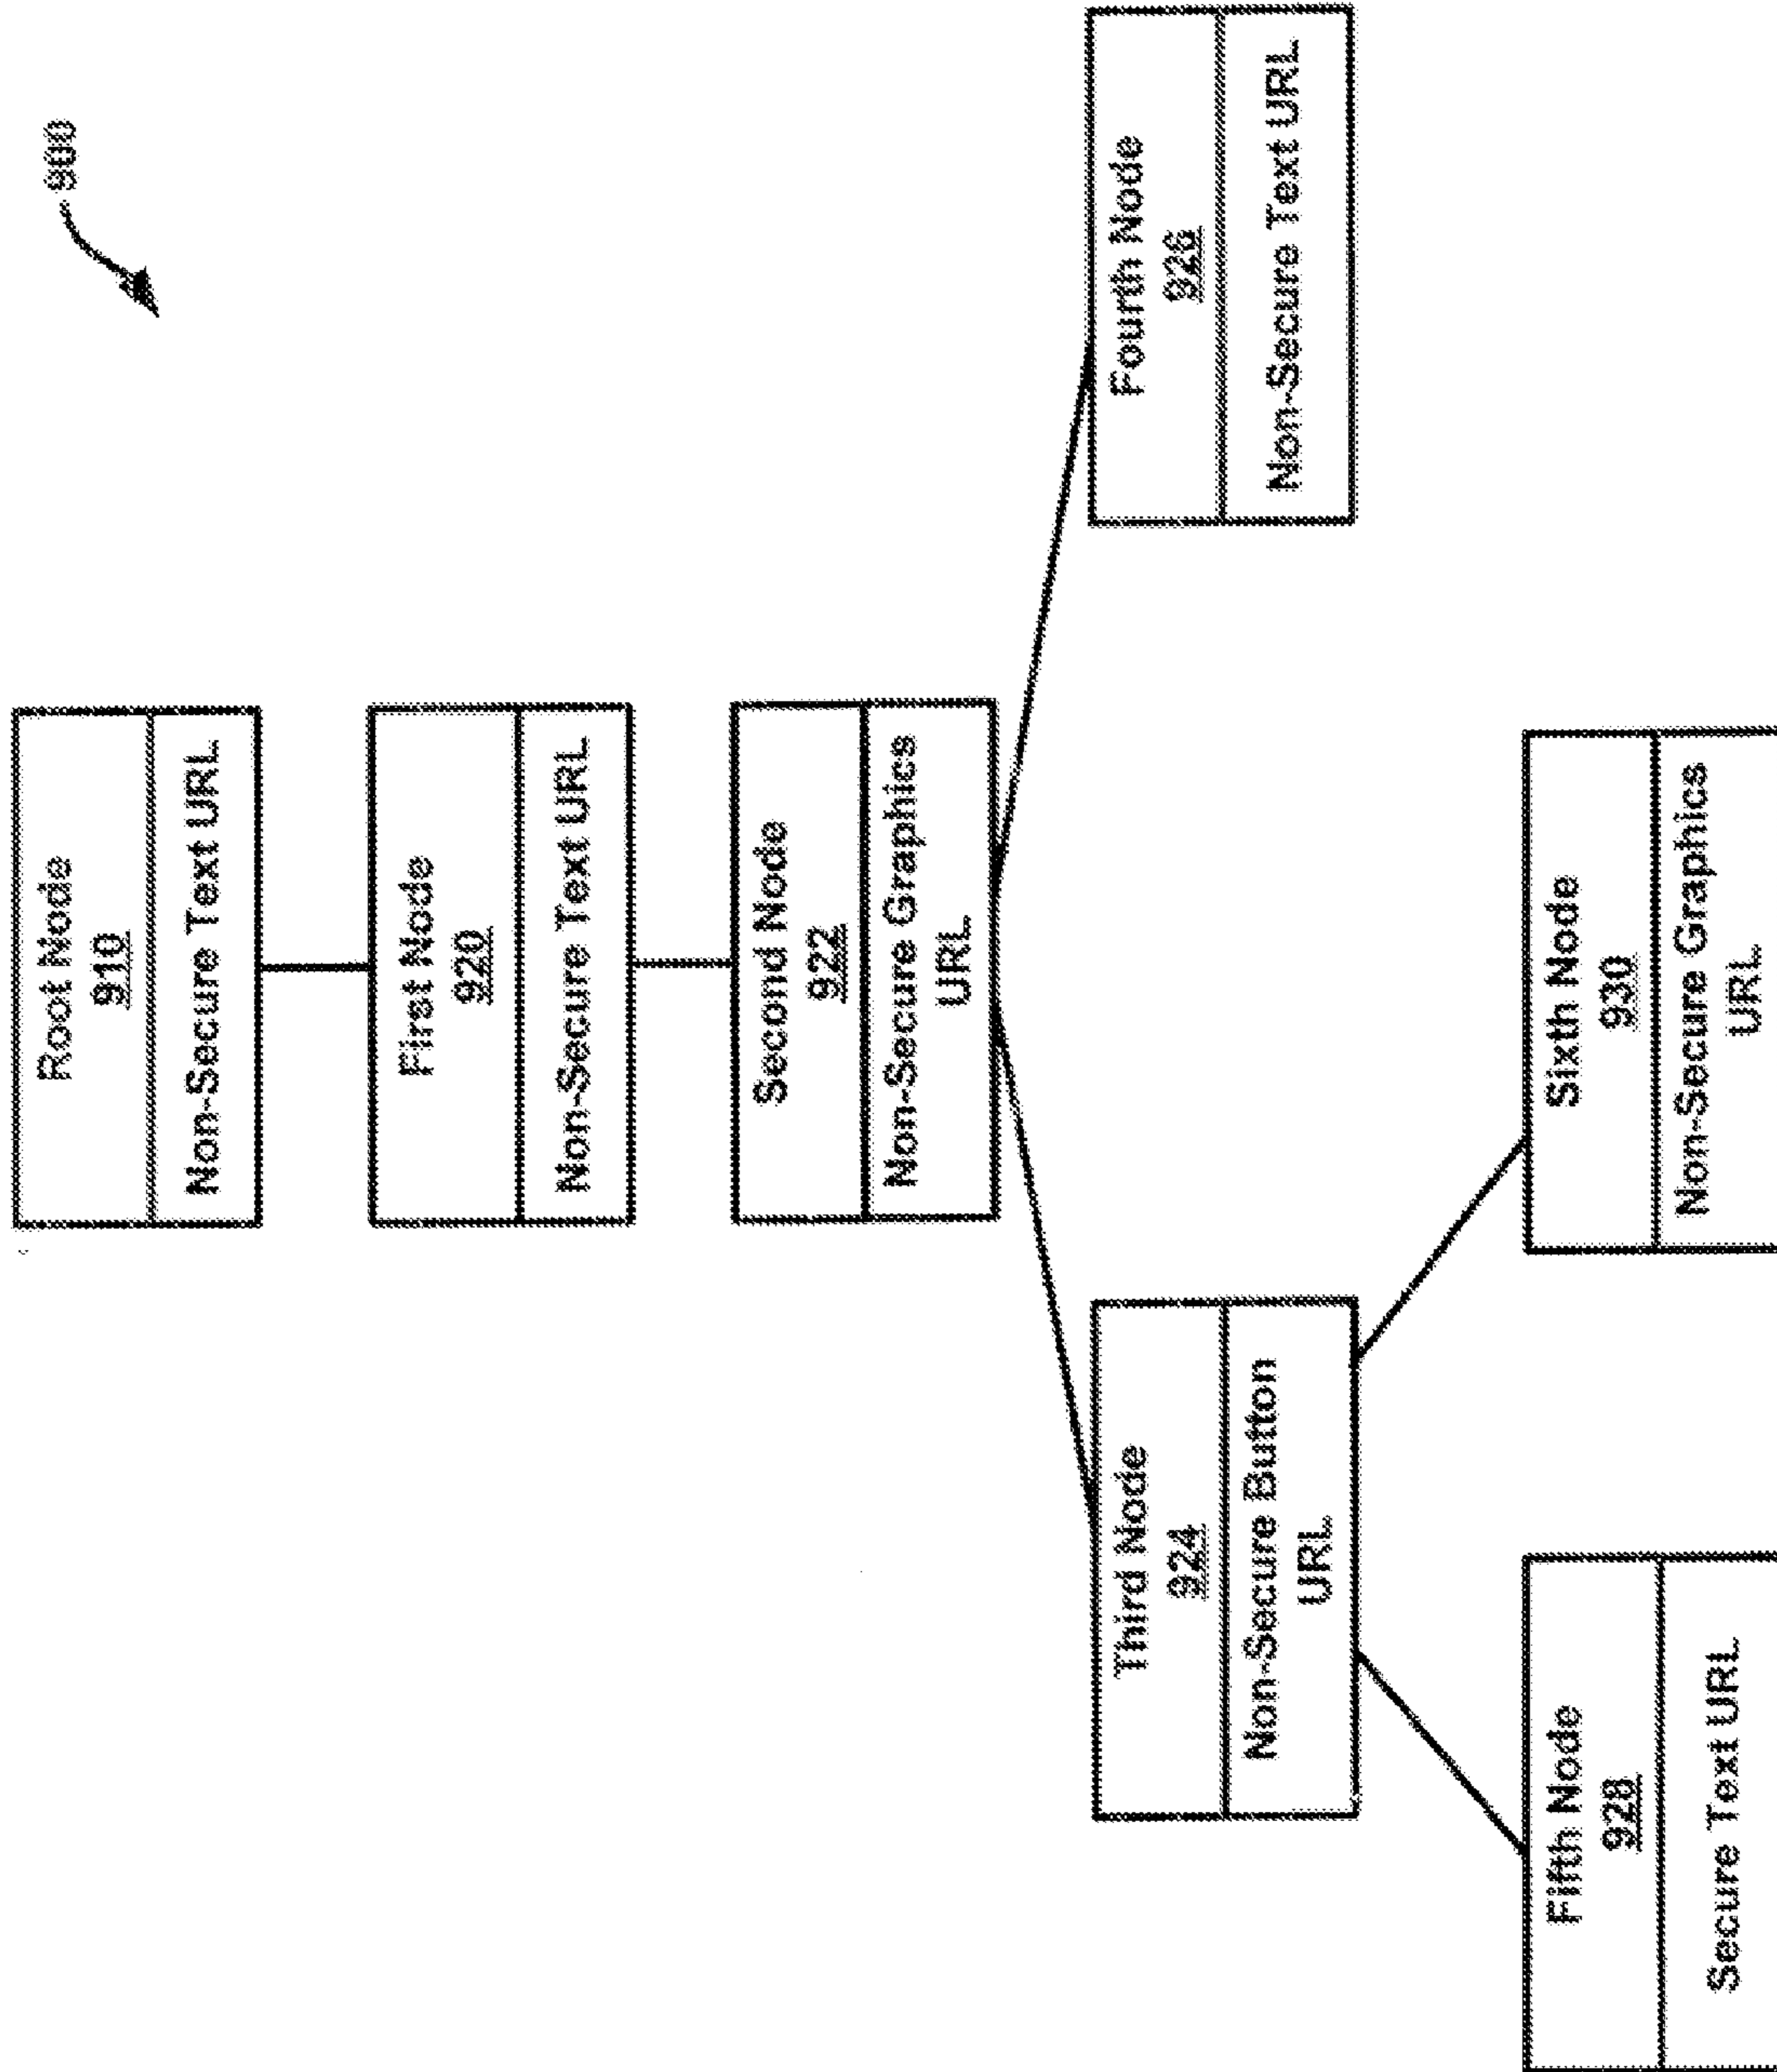 900
Root Node
910
Non-Secure Text URL
First Node
920
Non-Secure Text URL
Second Node
922
Non-Secure Graphics
URL
Third Node
924
Non-Secure Button
URL
Fourth Node
926
Non-Secure Text URL
Fifth Node
928
Secure Text URL
Sixth Node
930
Non-Secure Graphics
URL